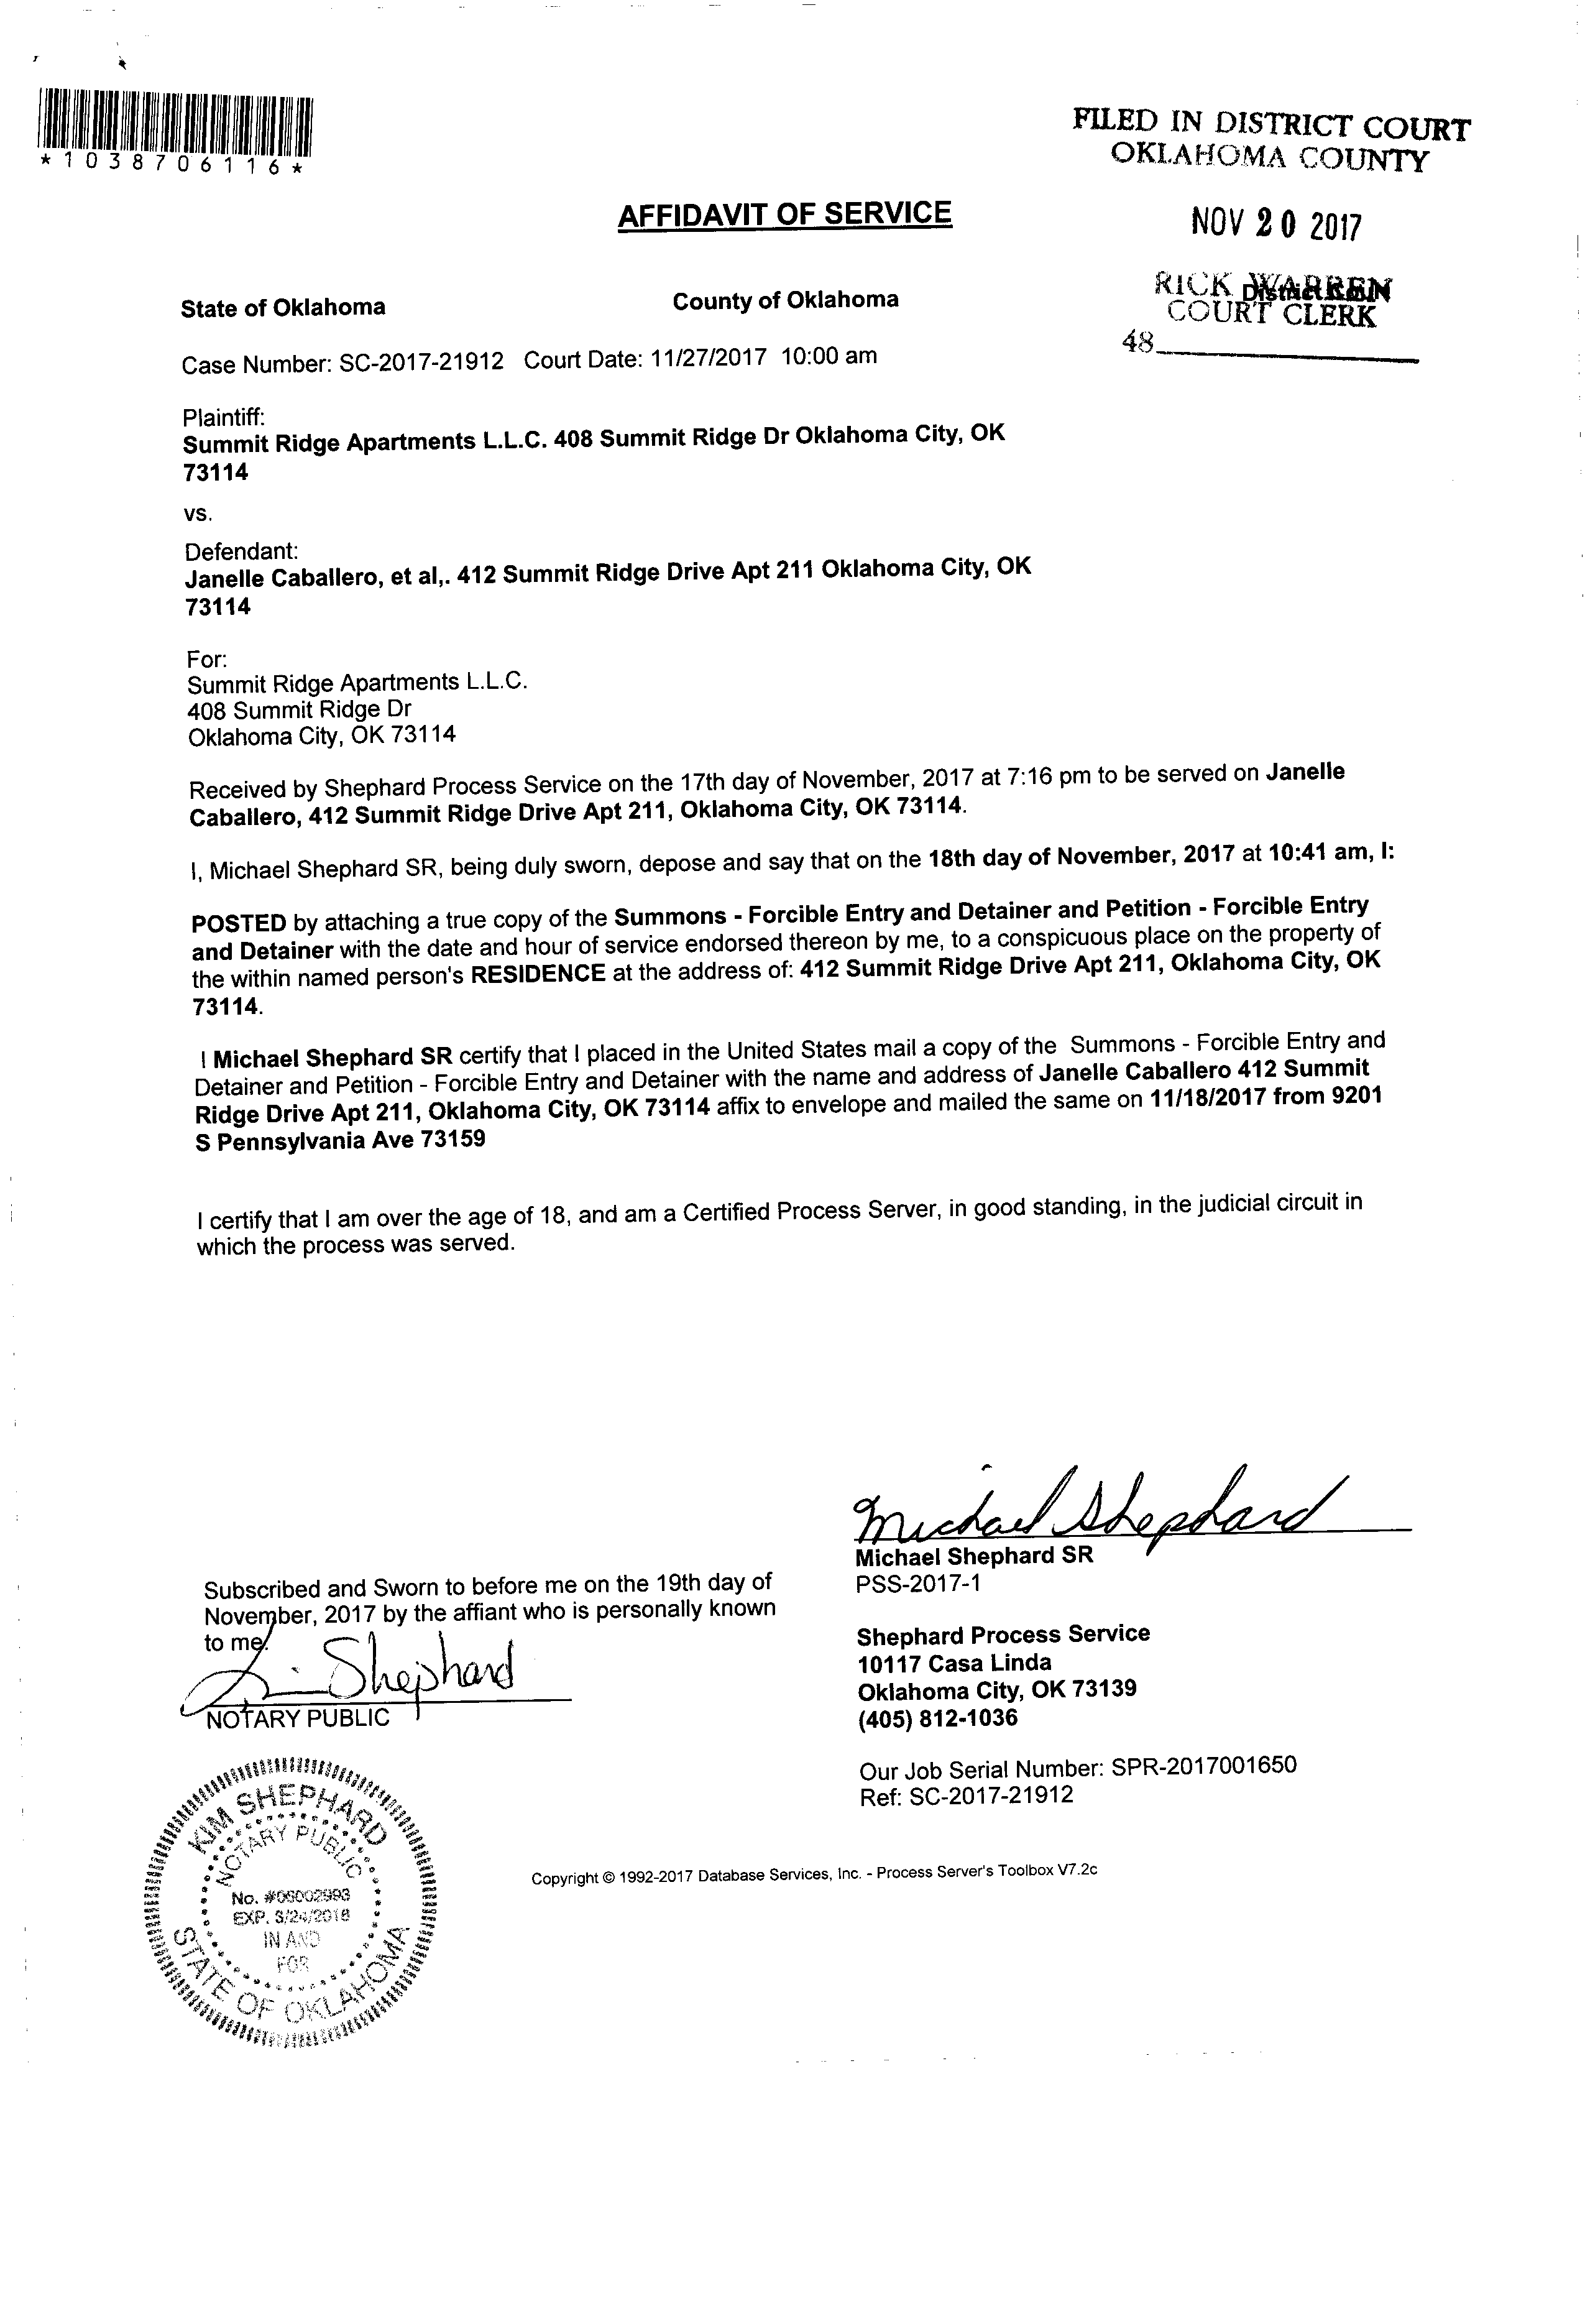 *1038706116*
FILED IN DISTRICT COURT
OKLAHOMA COUNTY
AFFIDAVIT OF SERVICE
NOV 20 2017
State of Oklahoma
County of Oklahoma
RICK WARREN
District Court
COURT CLERK
48
Case Number: SC-2017-21912 Court Date: 11/27/2017 10:00 am
Plaintiff:
Summit Ridge Apartments L.L.C. 408 Summit Ridge Dr Oklahoma City, OK
73114
vs.
Defendant:
Janelle Caballero, et al,. 412 Summit Ridge Drive Apt 211 Oklahoma City, OK
73114
For:
Summit Ridge Apartments L.L.C.
408 Summit Ridge Dr
Oklahoma City, OK 73114
Received by Shephard Process Service on the 17th day of November, 2017 at 7:16 pm to be served on Janelle
Caballero, 412 Summit Ridge Drive Apt 211, Oklahoma City, OK 73114.
I, Michael Shephard SR, being duly sworn, depose and say that on the 18th day of November, 2017 at 10:41 am, I:
POSTED by attaching a true copy of the Summons - Forcible Entry and Detainer and Petition - Forcible Entry
and Detainer with the date and hour of service endorsed thereon by me, to a conspicuous place on the property of
the within named person's RESIDENCE at the address of: 412 Summit Ridge Drive Apt 211, Oklahoma City, OK
73114.
I Michael Shephard SR certify that I placed in the United States mail a copy of the Summons - Forcible Entry and
Detainer and Petition - Forcible Entry and Detainer with the name and address of Janelle Caballero 412 Summit
Ridge Drive Apt 211, Oklahoma City, OK 73114 affix to envelope and mailed the same on 11/18/2017 from 9201
S Pennsylvania Ave 73159
I certify that I am over the age of 18, and am a Certified Process Server, in good standing, in the judicial circuit in
which the process was served.
Michael Shephard
Michael Shephard SR
PSS-2017-1
Subscribed and Sworn to before me on the 19th day of
November, 2017 by the affiant who is personally known
to me.
Shephard
NOTARY PUBLIC
Shephard Process Service
10117 Casa Linda
Oklahoma City, OK 73139
(405) 812-1036
Our Job Serial Number: SPR-2017001650
Ref: SC-2017-21912
KIM SHEPHARD
NOTARY PUBLIC
No. #06002993
EXP. 3/24/2018
IN AND
FOR
STATE OF OKLAHOMA
Copyright © 1992-2017 Database Services, Inc. - Process Server's Toolbox V7.2c